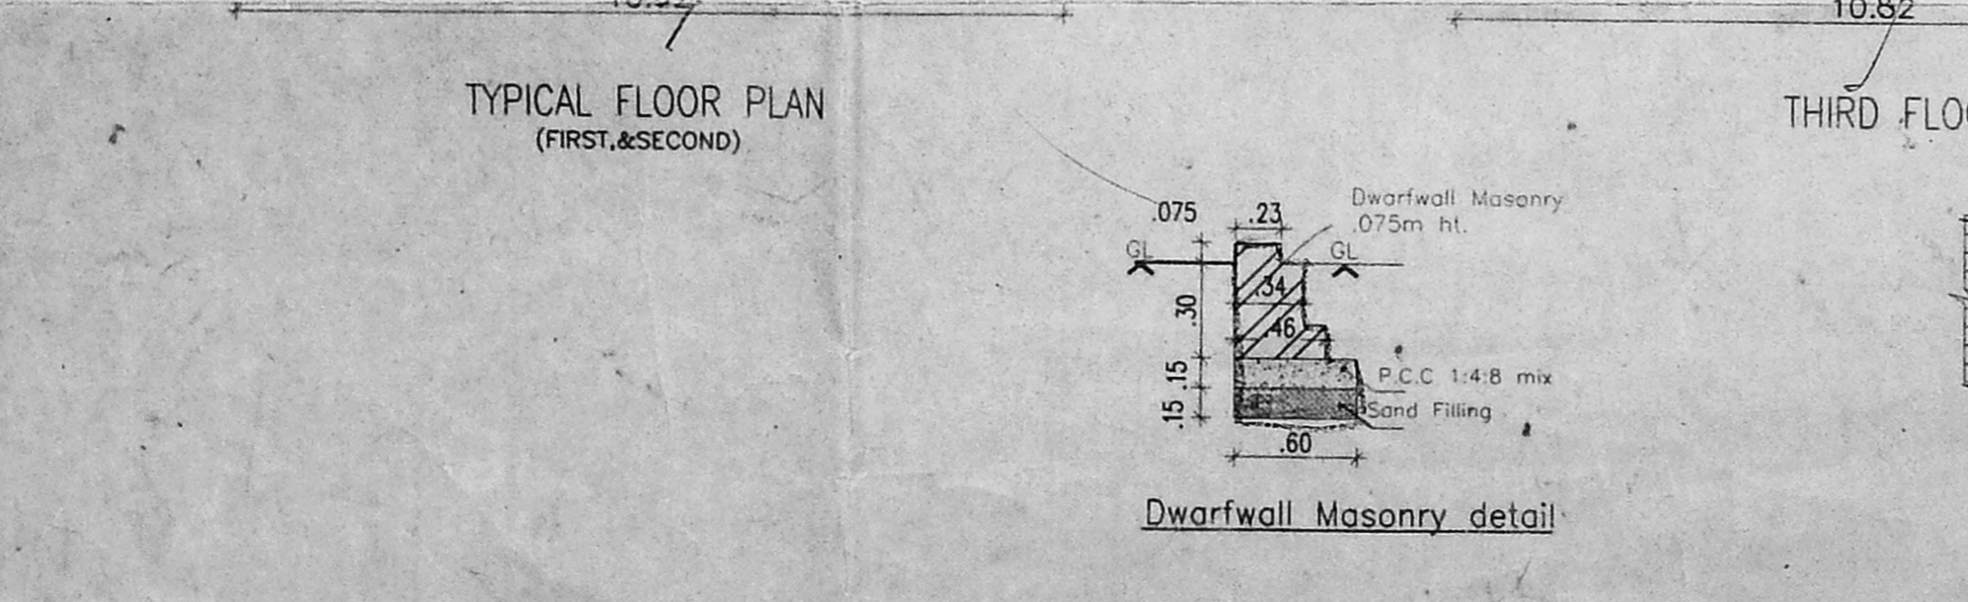 10.82
TYPICAL FLOOR PLAN
(FIRST,&SECOND)
THIRD
.075
.23
Dwarfwall Masonry
.075m ht.
GL
GL
.34
.30
.46
.15
P.C.C 1:4:8 mix
.15
Sand Filling
.60
Dwarfwall Masonry detail